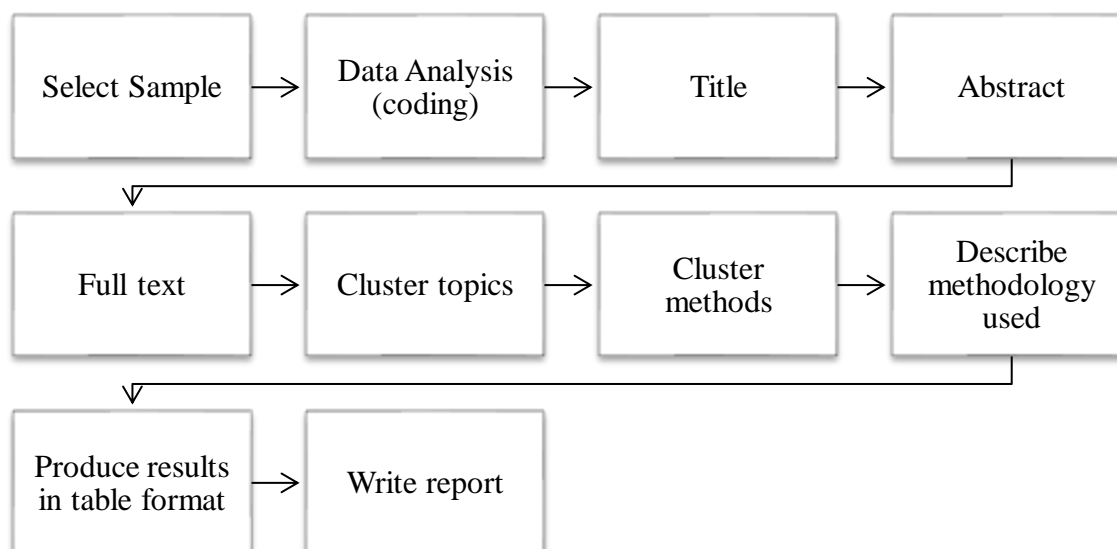 Select Sample
Data Analysis
(coding)
Title
Abstract
Full text
Cluster topics
Cluster
methods
Describe
methodology
used
Produce results
in table format
Write report